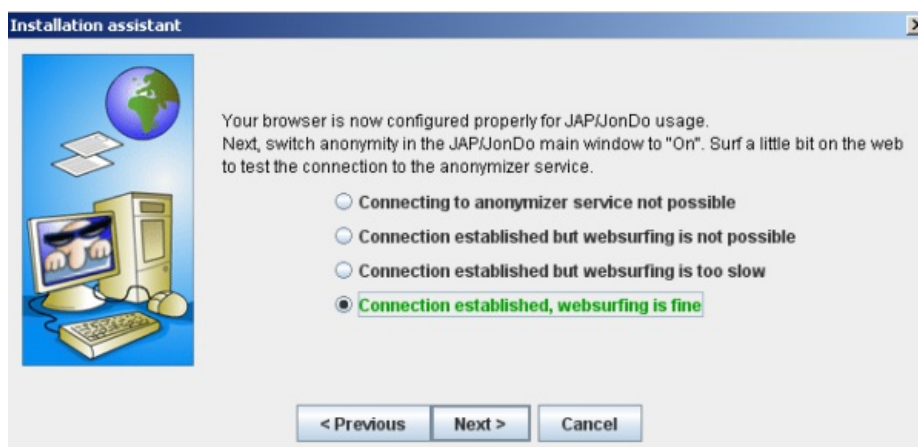 Installation assistant
Your browser is now configured properly for JAP/JonDo usage.
Next, switch anonymity in the JAP/JonDo main window to "On". Surf a little bit on the web
to test the connection to the anonymizer service.
Connecting to anonymizer service not possible
Connection established but websurfing is not possible
Connection established but websurfing is too slow
Connection established, websurfing is fine
< Previous Next > Cancel